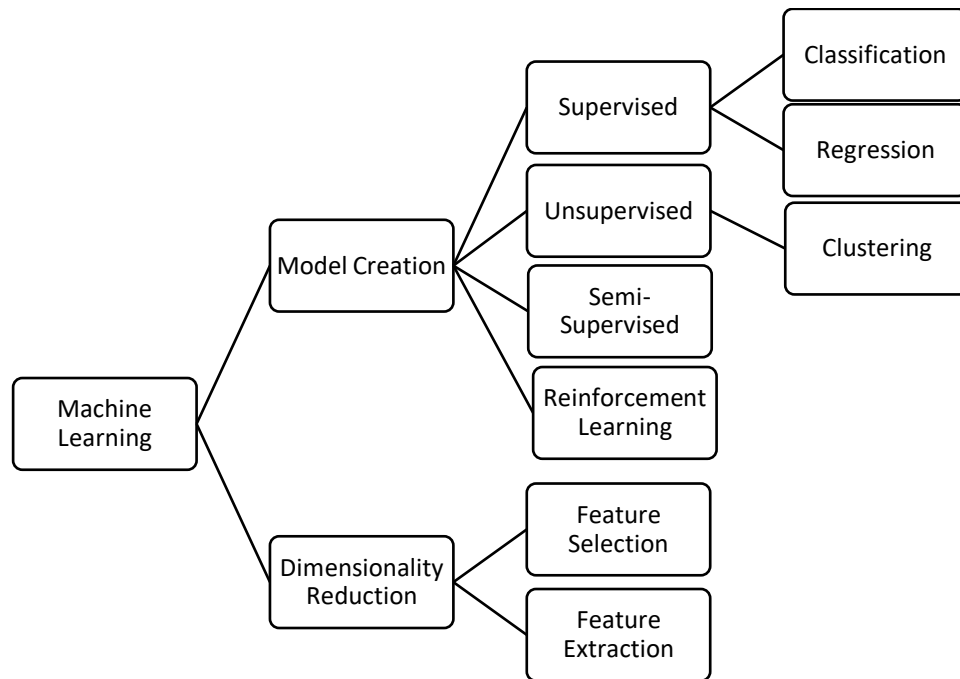 Classification
Supervised
Regression
Unsupervised
Clustering
Model Creation
Semi-
Supervised
Reinforcement
Learning
Machine
Learning
Feature
Selection
Dimensionality
Reduction
Feature
Extraction